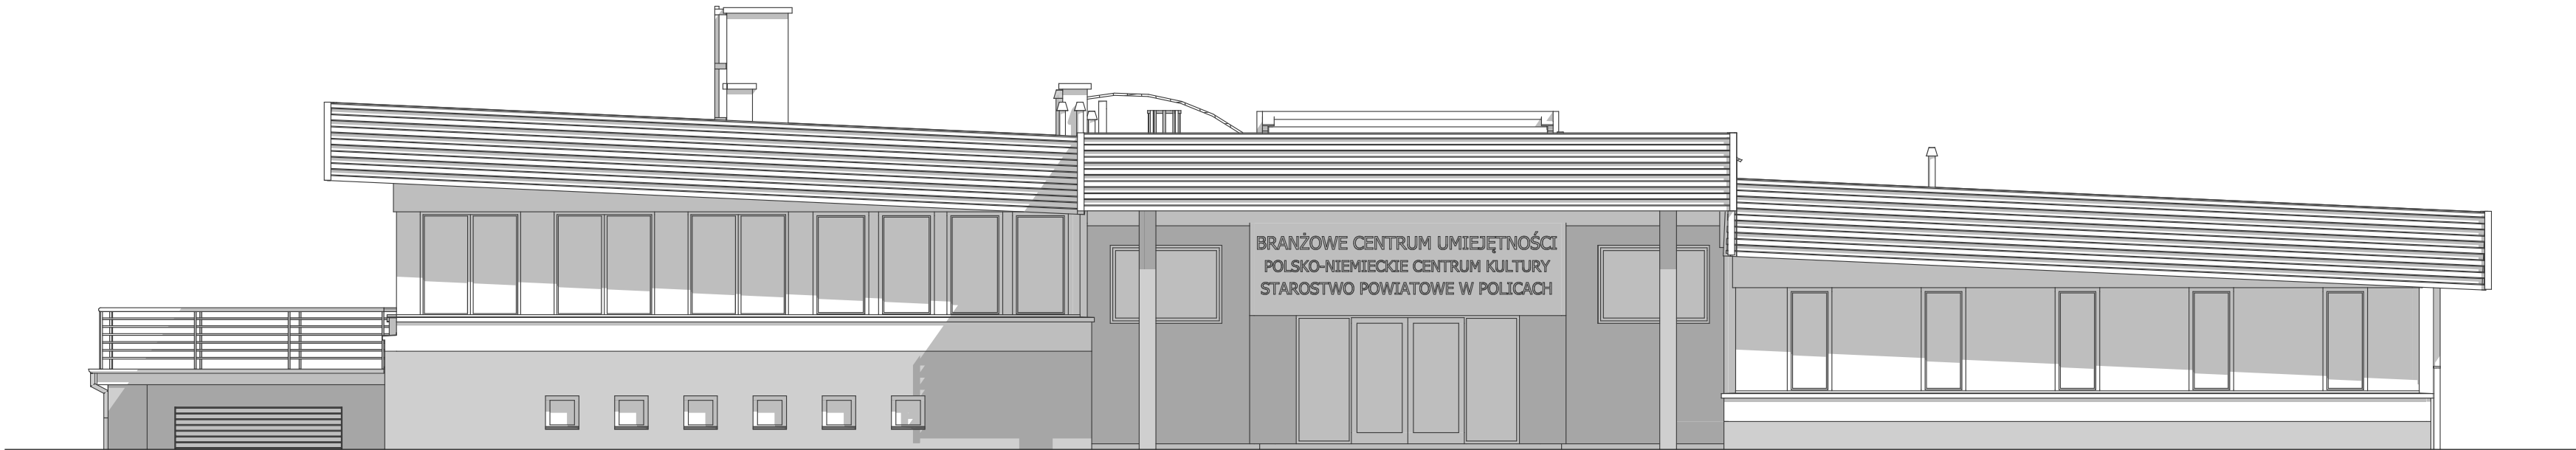 BRANŻOWE CENTRUM UMIEJĘTNOŚCI
POLSKO-NIEMIECKIE CENTRUM KULTURY
STAROSTWO POWIATOWE W POLICACH